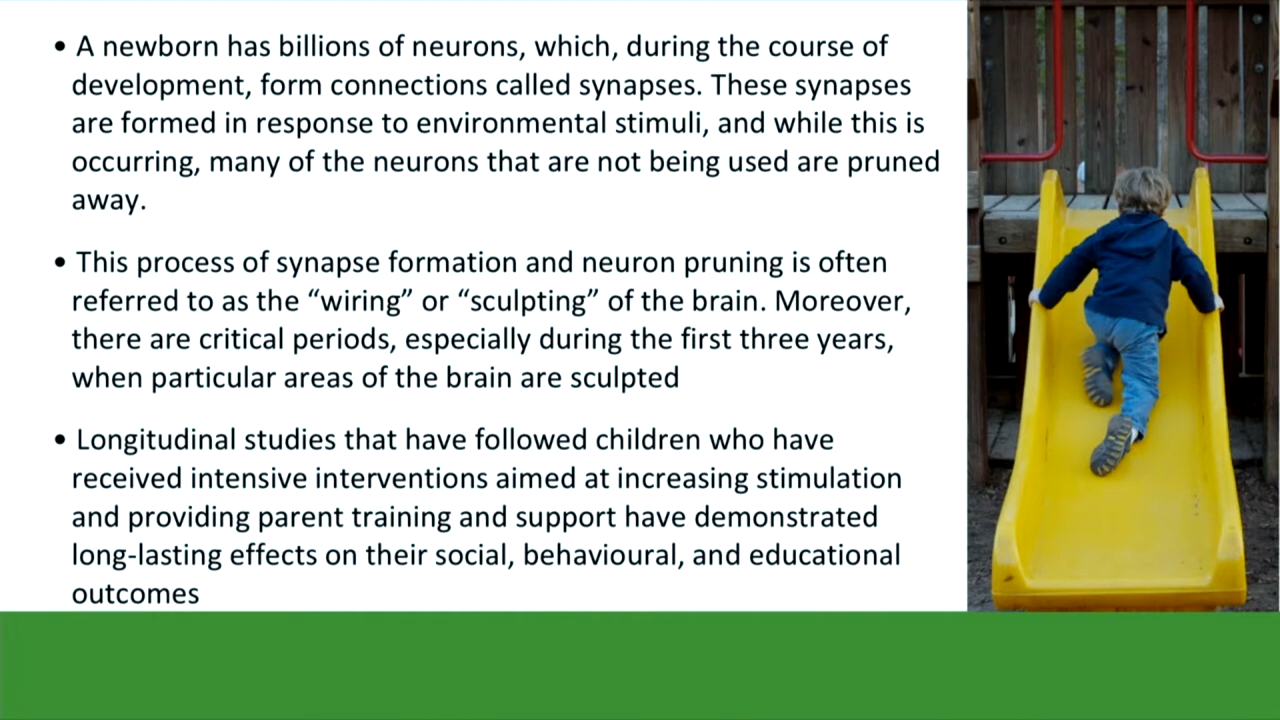 • A newborn has billions of neurons, which, during the course of
development, form connections called synapses. These synapses
are formed in response to environmental stimuli, and while this is
occurring, many of the neurons that are not being used are pruned
away.
• This process of synapse formation and neuron pruning is often
referred to as the “wiring” or “sculpting” of the brain. Moreover,
there are critical periods, especially during the first three years,
when particular areas of the brain are sculpted
• Longitudinal studies that have followed children who have
received intensive interventions aimed at increasing stimulation
and providing parent training and support have demonstrated
long-lasting effects on their social, behavioural, and educational
outcomes